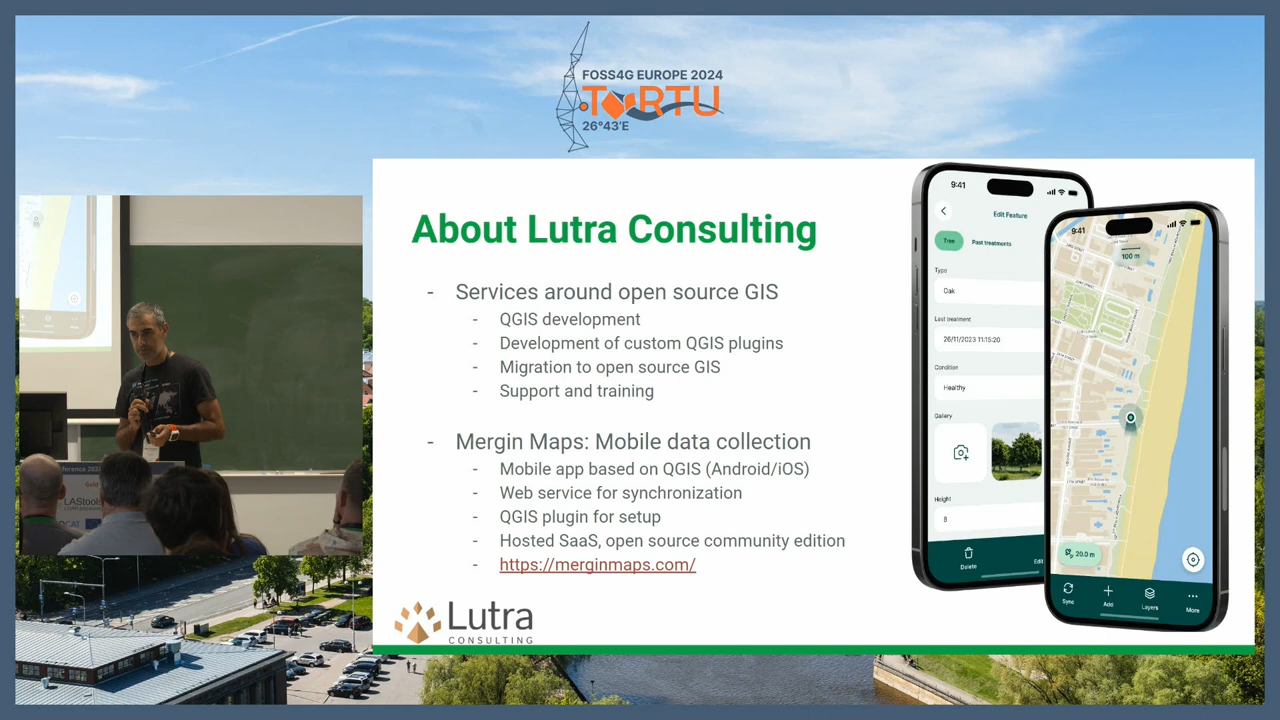 FOSS4G EUROPE 2024
TORTU
26°43'E
About Lutra Consulting
- Services around open source GIS
- QGIS development
- Development of custom QGIS plugins
- Migration to open source GIS
- Support and training
- Mergin Maps: Mobile data collection
- Mobile app based on QGIS (Android/iOS)
- Web service for synchronization
- QGIS plugin for setup
- Hosted SaaS, open source community edition
- https://merginmaps.com/
Lutra
CONSULTING
9:41
Edit Feature
Tree Past treatments
Type
Oak
Last treatment
26/11/2023 11:15:20
Condition
Healthy
Gallery
Height
8
Delete
Edit
9:41
100 m
20.0 m
Sync
Add
Layers
More
LAStools